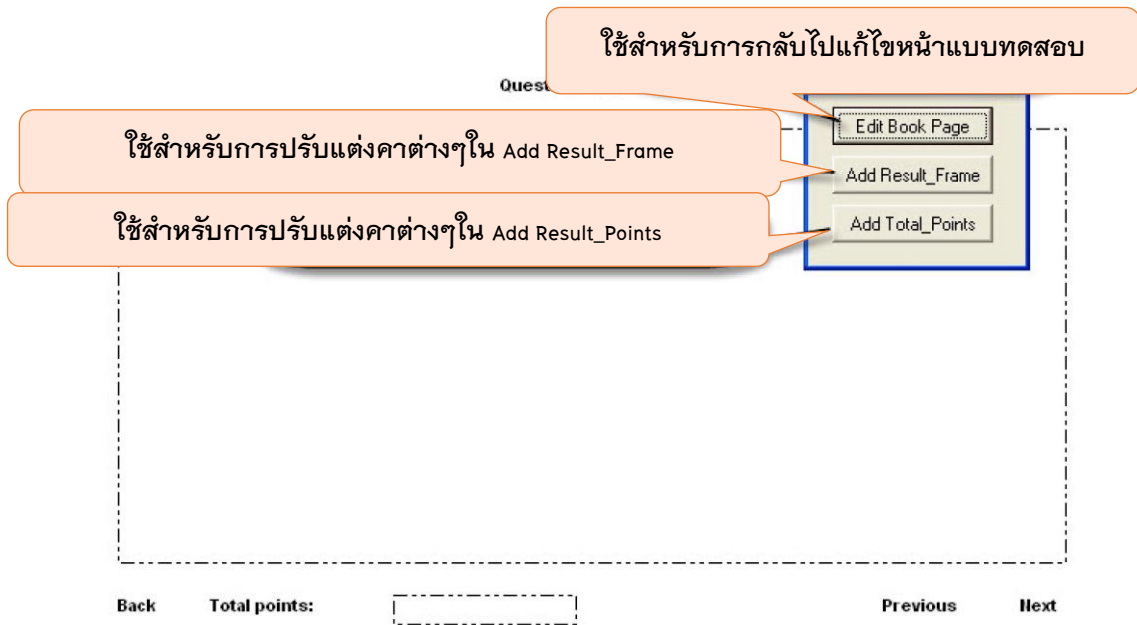 ใช้สำหรับการกลับไปแก้ไขหน้าแบบทดสอบ
Quest
Edit Book Page
ใช้สำหรับการปรับแต่งคาต่างๆใน Add Result_Frame
Add Result_Frame
ใช้สำหรับการปรับแต่งคาต่างๆใน Add Result_Points
Add Total_Points
Back Total points: Previous Next